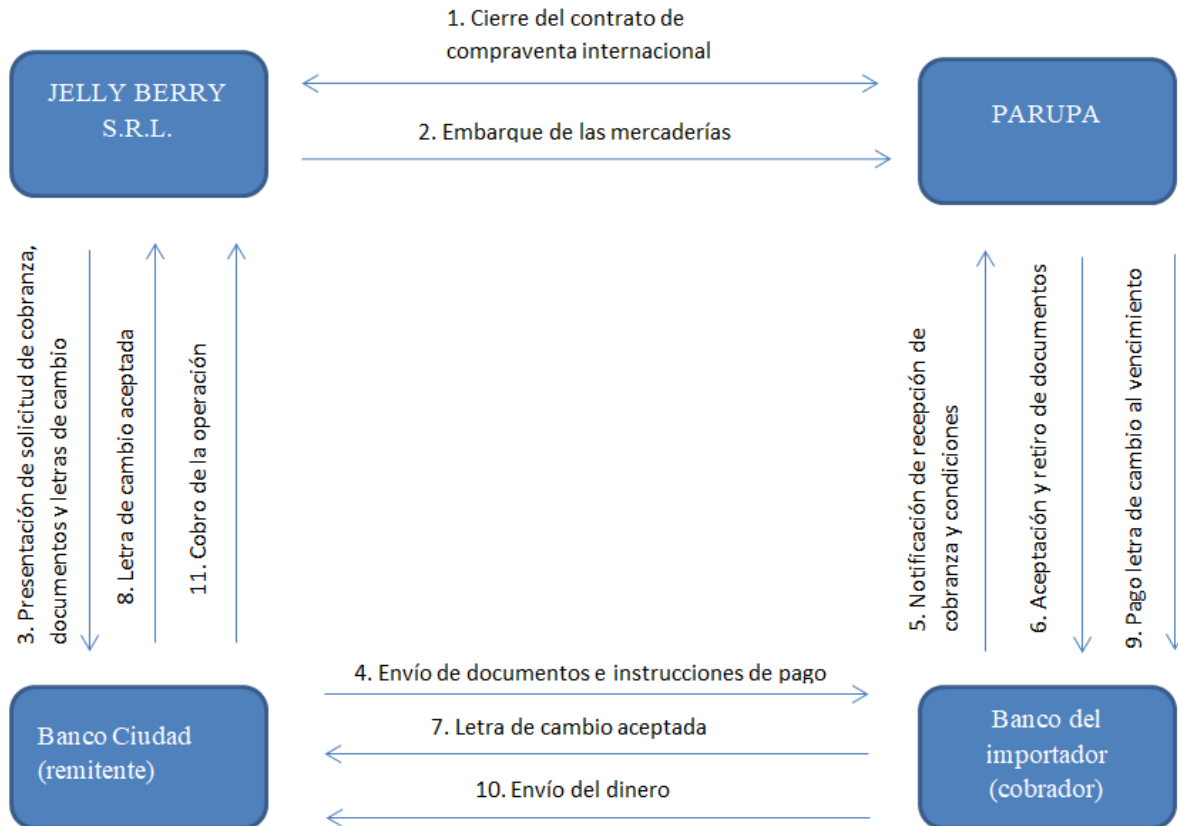 1. Cierre del contrato de
compraventa internacional
JELLY BERRY
S.R.L.
PARUPA
2. Embarque de las mercaderías
3. Presentación de solicitud de cobranza,
documentos y letras de cambio
8. Letra de cambio aceptada
11. Cobro de la operación
5. Notificación de recepción de
cobranza y condiciones
6. Aceptación y retiro de documentos
9. Pago letra de cambio al vencimiento
4. Envío de documentos e instrucciones de pago
7. Letra de cambio aceptada
10. Envío del dinero
Banco Ciudad
(remitente)
Banco del
importador
(cobrador)